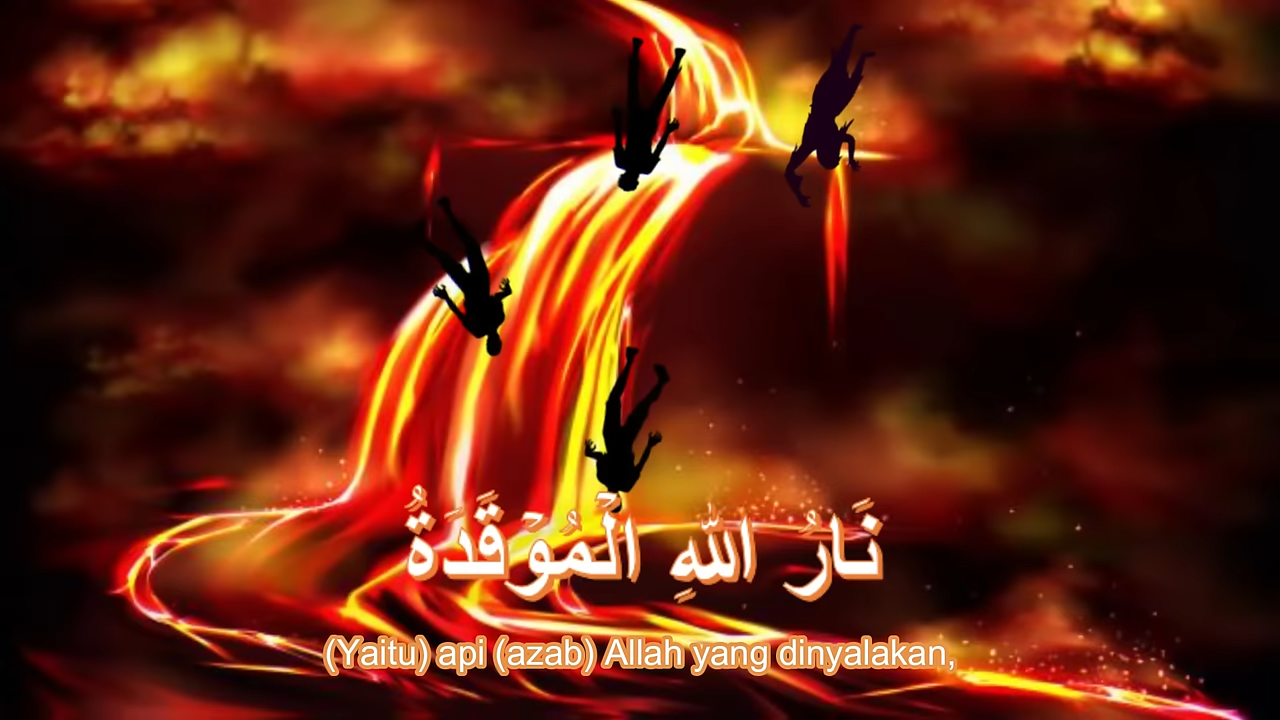 نَارُ اللّٰهِ الْمُوْقَدَةُ
(Yaitu) api (azab) Allah yang dinyalakan,